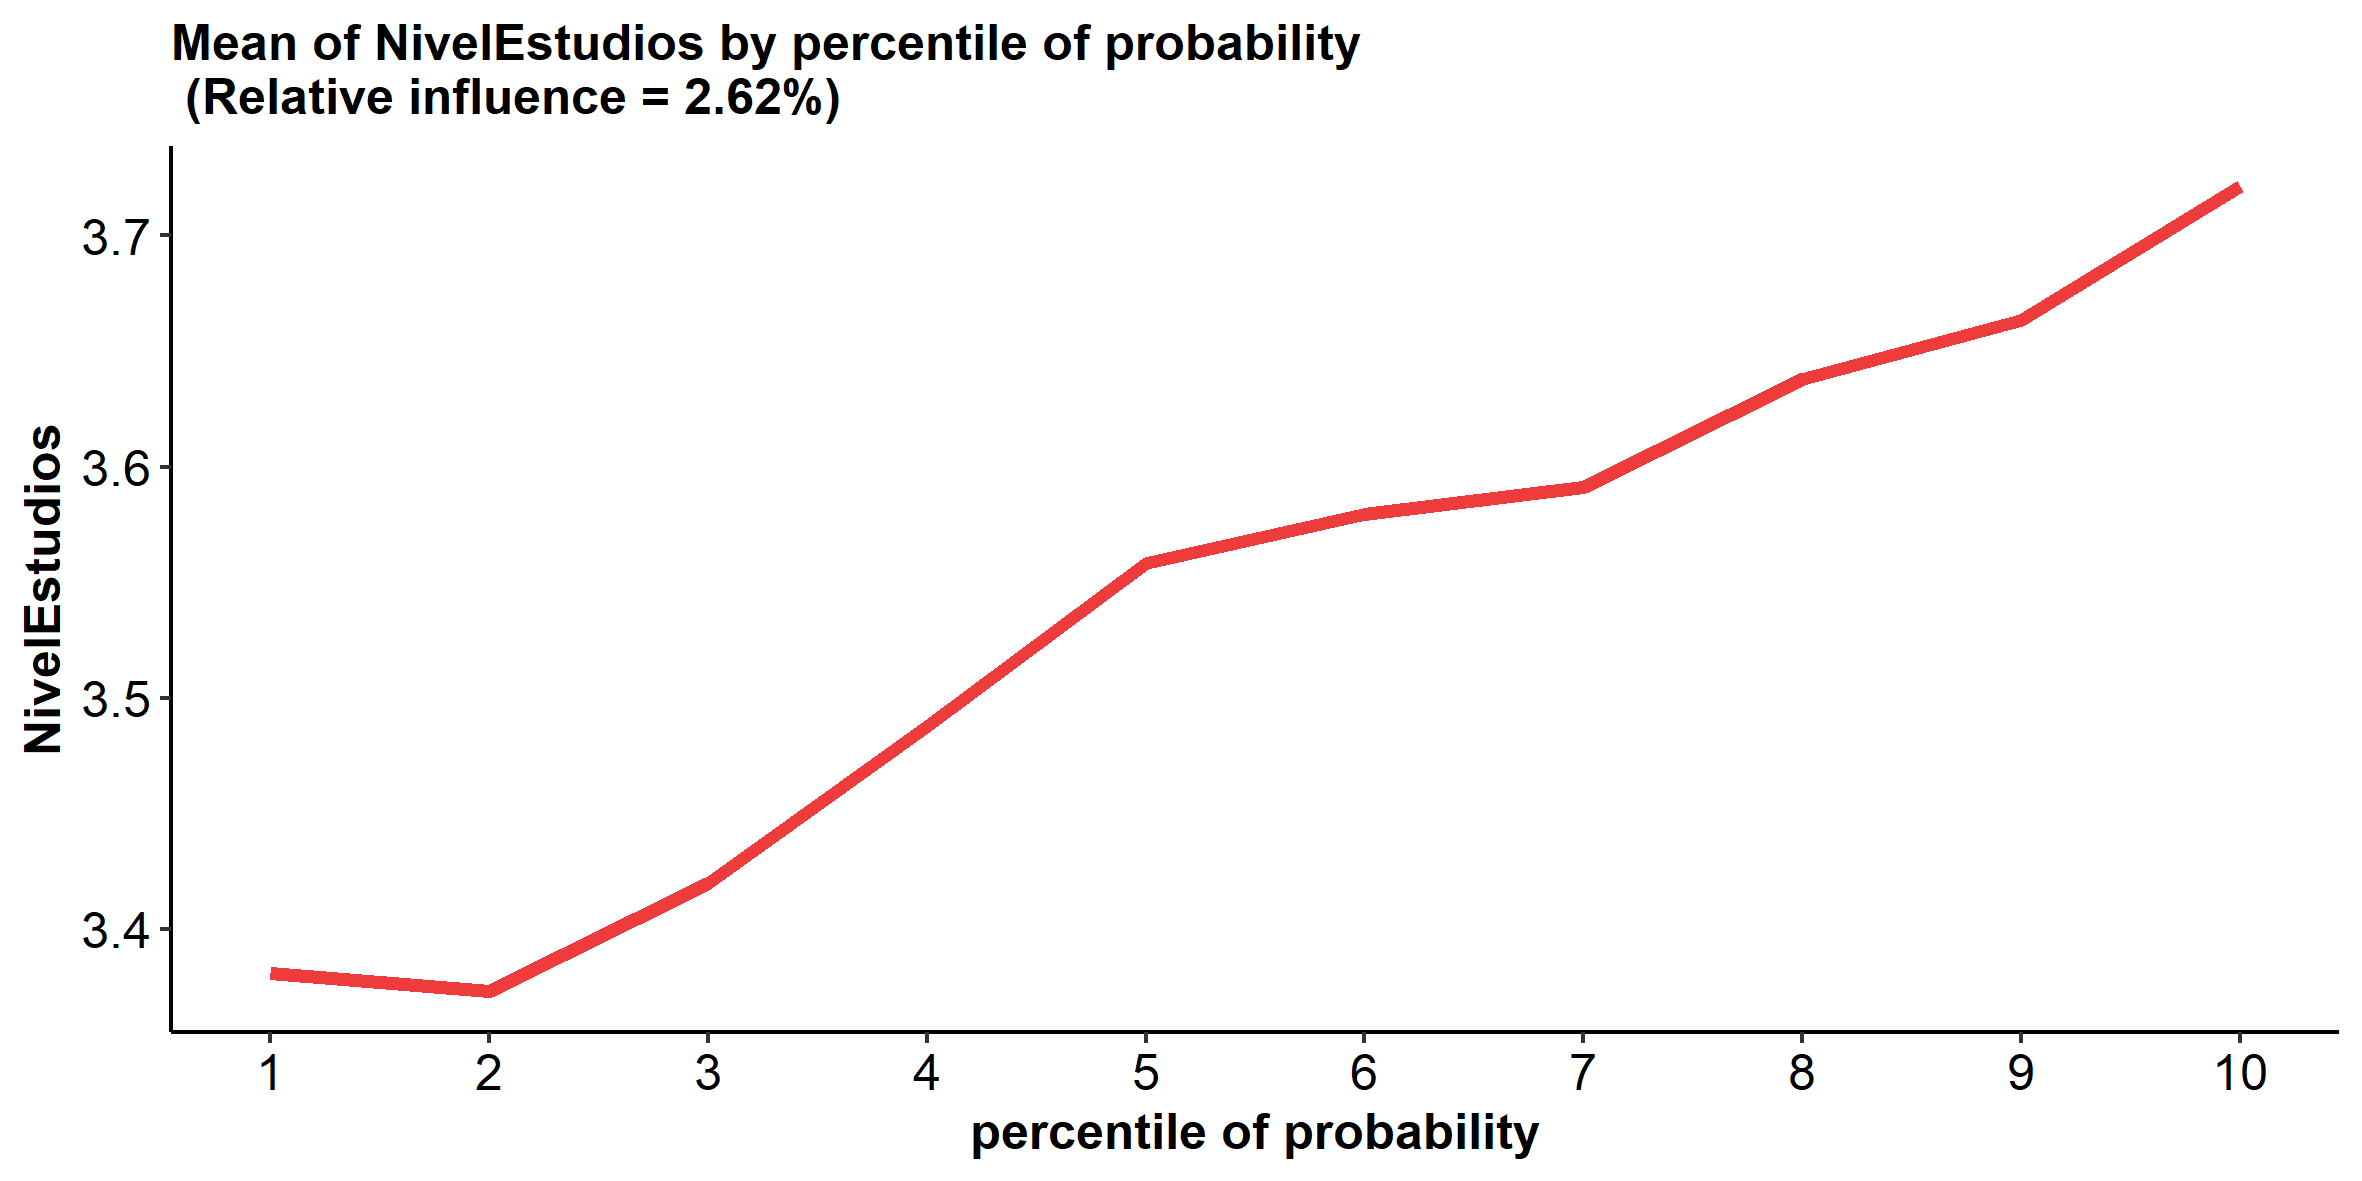 Mean of NivelEstudios by percentile of probability
(Relative influence = 2.62%)
NivelEstudios
3.7
3.6
3.5
3.4
1 2 3 4 5 6 7 8 9 10
percentile of probability